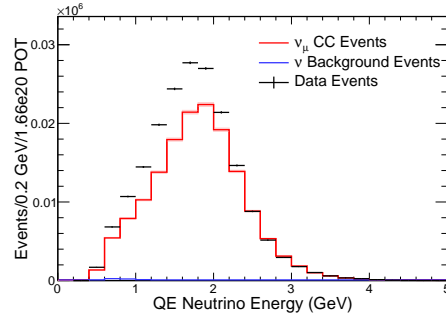 ×10⁶
0.03
0.02
0.01
0
Events/0.2 GeV/1.66e20 POT
ν_μ CC Events
ν Background Events
Data Events
0 1 2 3 4 5
QE Neutrino Energy (GeV)